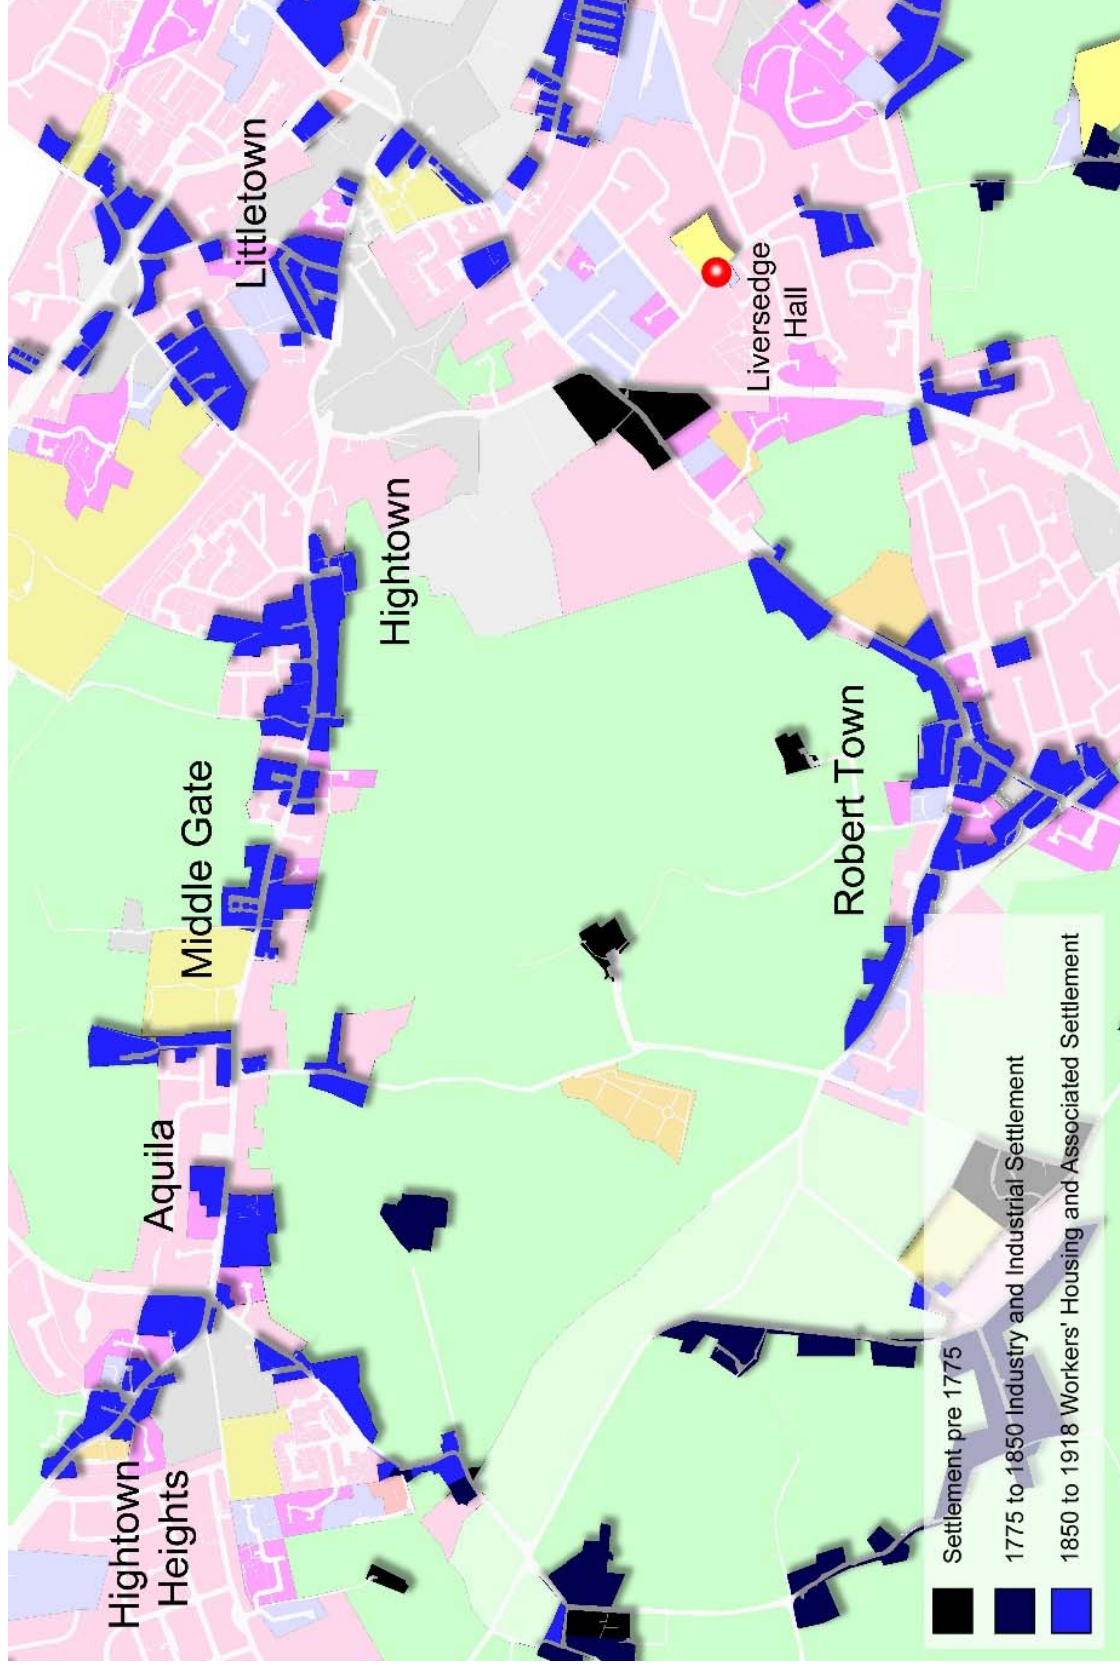 Hightown
Heights
Aquila
Middle Gate
Hightown
Littletown
Liversedge
Hall
Robert Town
Settlement pre 1775
1775 to 1850 Industry and Industrial Settlement
1850 to 1918 Workers' Housing and Associated Settlement